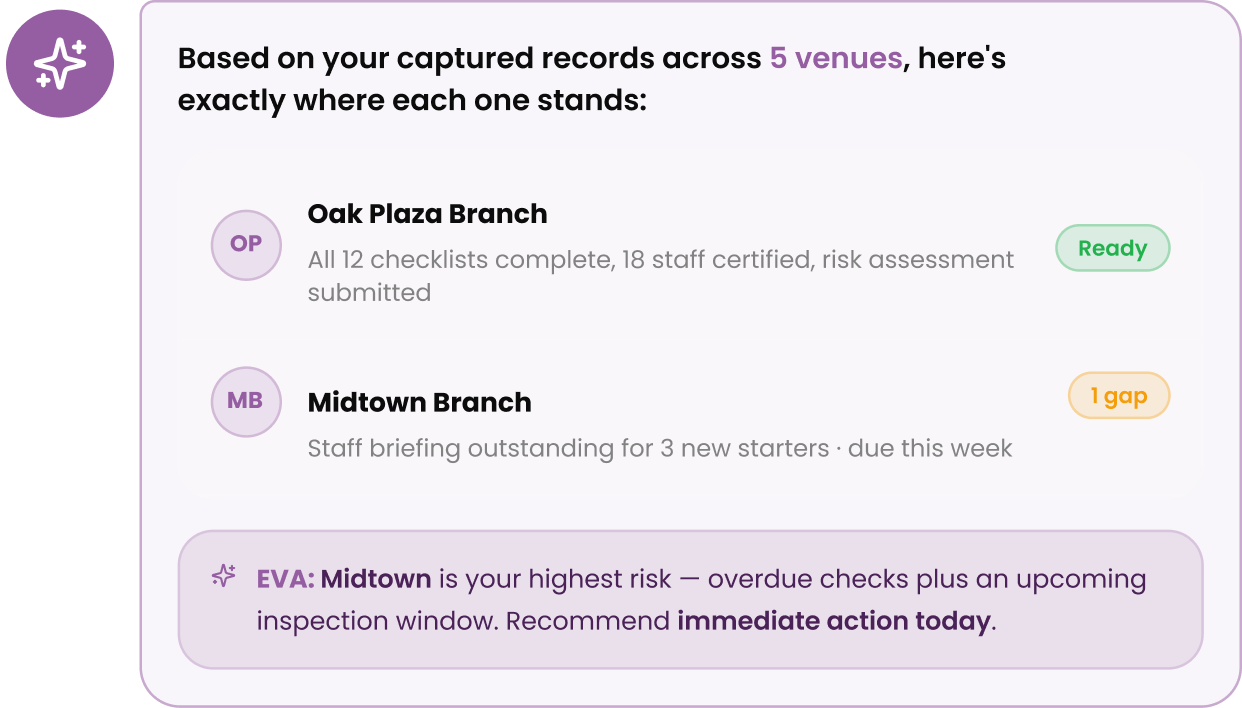 Based on your captured records across 5 venues, here's
exactly where each one stands:
OP
Oak Plaza Branch
All 12 checklists complete, 18 staff certified, risk assessment
submitted
Ready
MB
Midtown Branch
Staff briefing outstanding for 3 new starters · due this week
1 gap
EVA: Midtown is your highest risk — overdue checks plus an upcoming
inspection window. Recommend immediate action today.